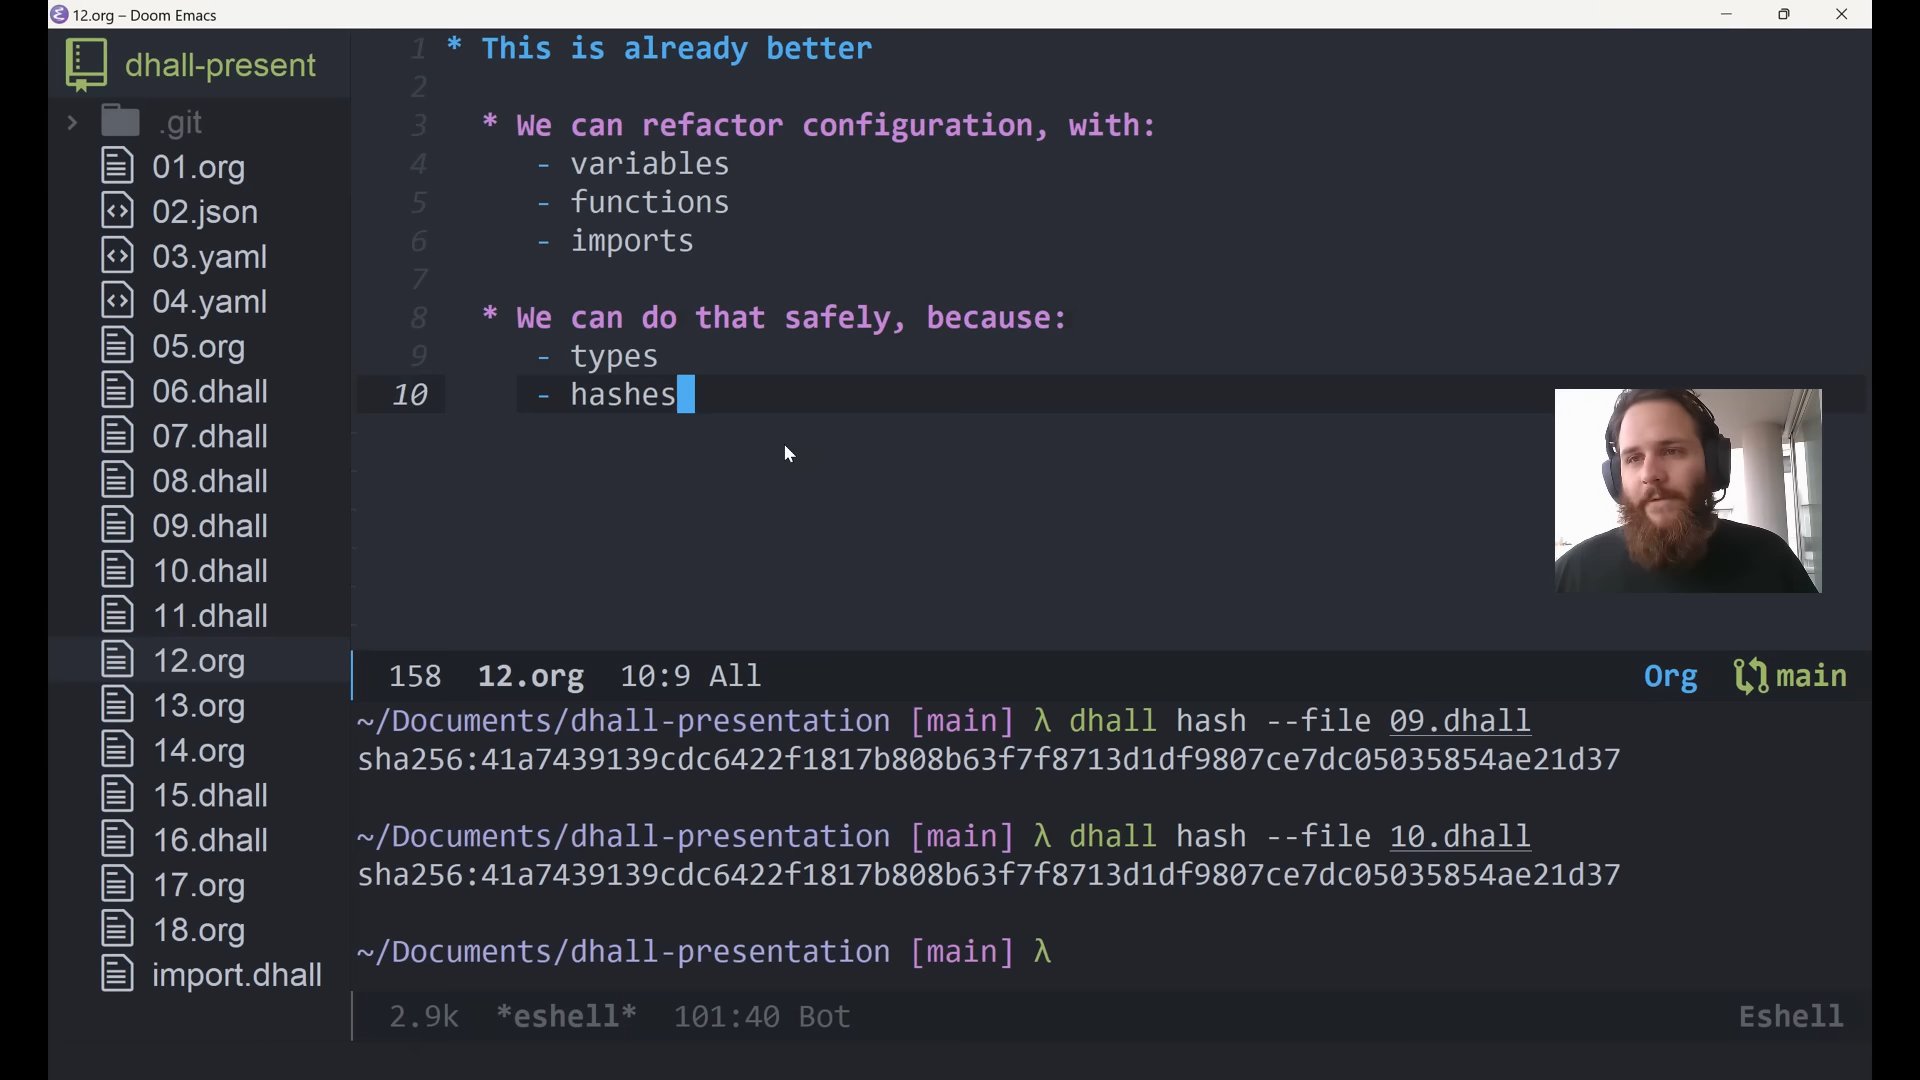 12.org – Doom Emacs
dhall-present
.git
01.org
02.json
03.yaml
04.yaml
05.org
06.dhall
07.dhall
08.dhall
09.dhall
10.dhall
11.dhall
12.org
13.org
14.org
15.dhall
16.dhall
17.org
18.org
import.dhall
1 * This is already better
2
3 * We can refactor configuration, with:
4 - variables
5 - functions
6 - imports
7
8 * We can do that safely, because:
9 - types
10 - hashes
158 12.org 10:9 All Org main
~/Documents/dhall-presentation [main] λ dhall hash --file 09.dhall
sha256:41a7439139cdc6422f1817b808b63f7f8713d1df9807ce7dc05035854ae21d37
~/Documents/dhall-presentation [main] λ dhall hash --file 10.dhall
sha256:41a7439139cdc6422f1817b808b63f7f8713d1df9807ce7dc05035854ae21d37
~/Documents/dhall-presentation [main] λ
2.9k *eshell* 101:40 Bot Eshell